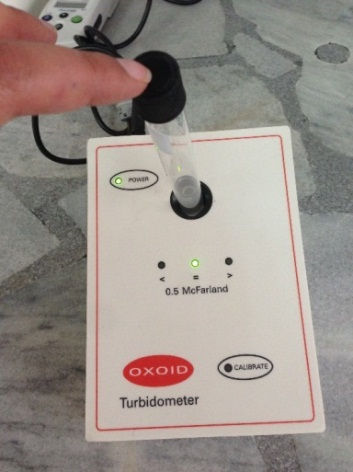 POWER
< = >
0.5 McFarland
OXOID
CALIBRATE
Turbidometer